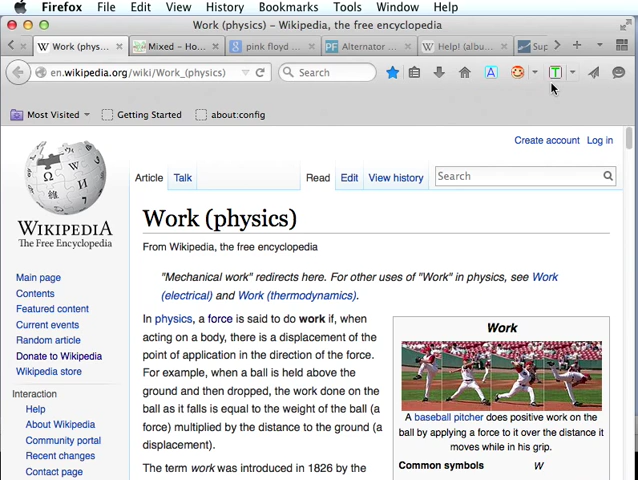 Firefox File Edit View History Bookmarks Tools Window Help
Work (physics) – Wikipedia, the free encyclopedia
W Work (phys... Mixed – Ho... pink floyd Alternator W Help! (albu... Sup
en.wikipedia.org/wiki/Work_(physics) Search A T
Most Visited Getting Started about:config
Create account Log in
Article Talk Read Edit View history Search
WIKIPEDIA
The Free Encyclopedia
Main page
Contents
Featured content
Current events
Random article
Donate to Wikipedia
Wikipedia store
Interaction
Help
About Wikipedia
Community portal
Recent changes
Contact page
Work (physics)
From Wikipedia, the free encyclopedia
"Mechanical work" redirects here. For other uses of "Work" in physics, see Work
(electrical) and Work (thermodynamics).
In physics, a force is said to do work if, when
acting on a body, there is a displacement of the
point of application in the direction of the force.
For example, when a ball is held above the
ground and then dropped, the work done on the
ball as it falls is equal to the weight of the ball (a
force) multiplied by the distance to the ground (a
displacement).
The term work was introduced in 1826 by the
Work
A baseball pitcher does positive work on the
ball by applying a force to it over the distance it
moves while in his grip.
Common symbols W